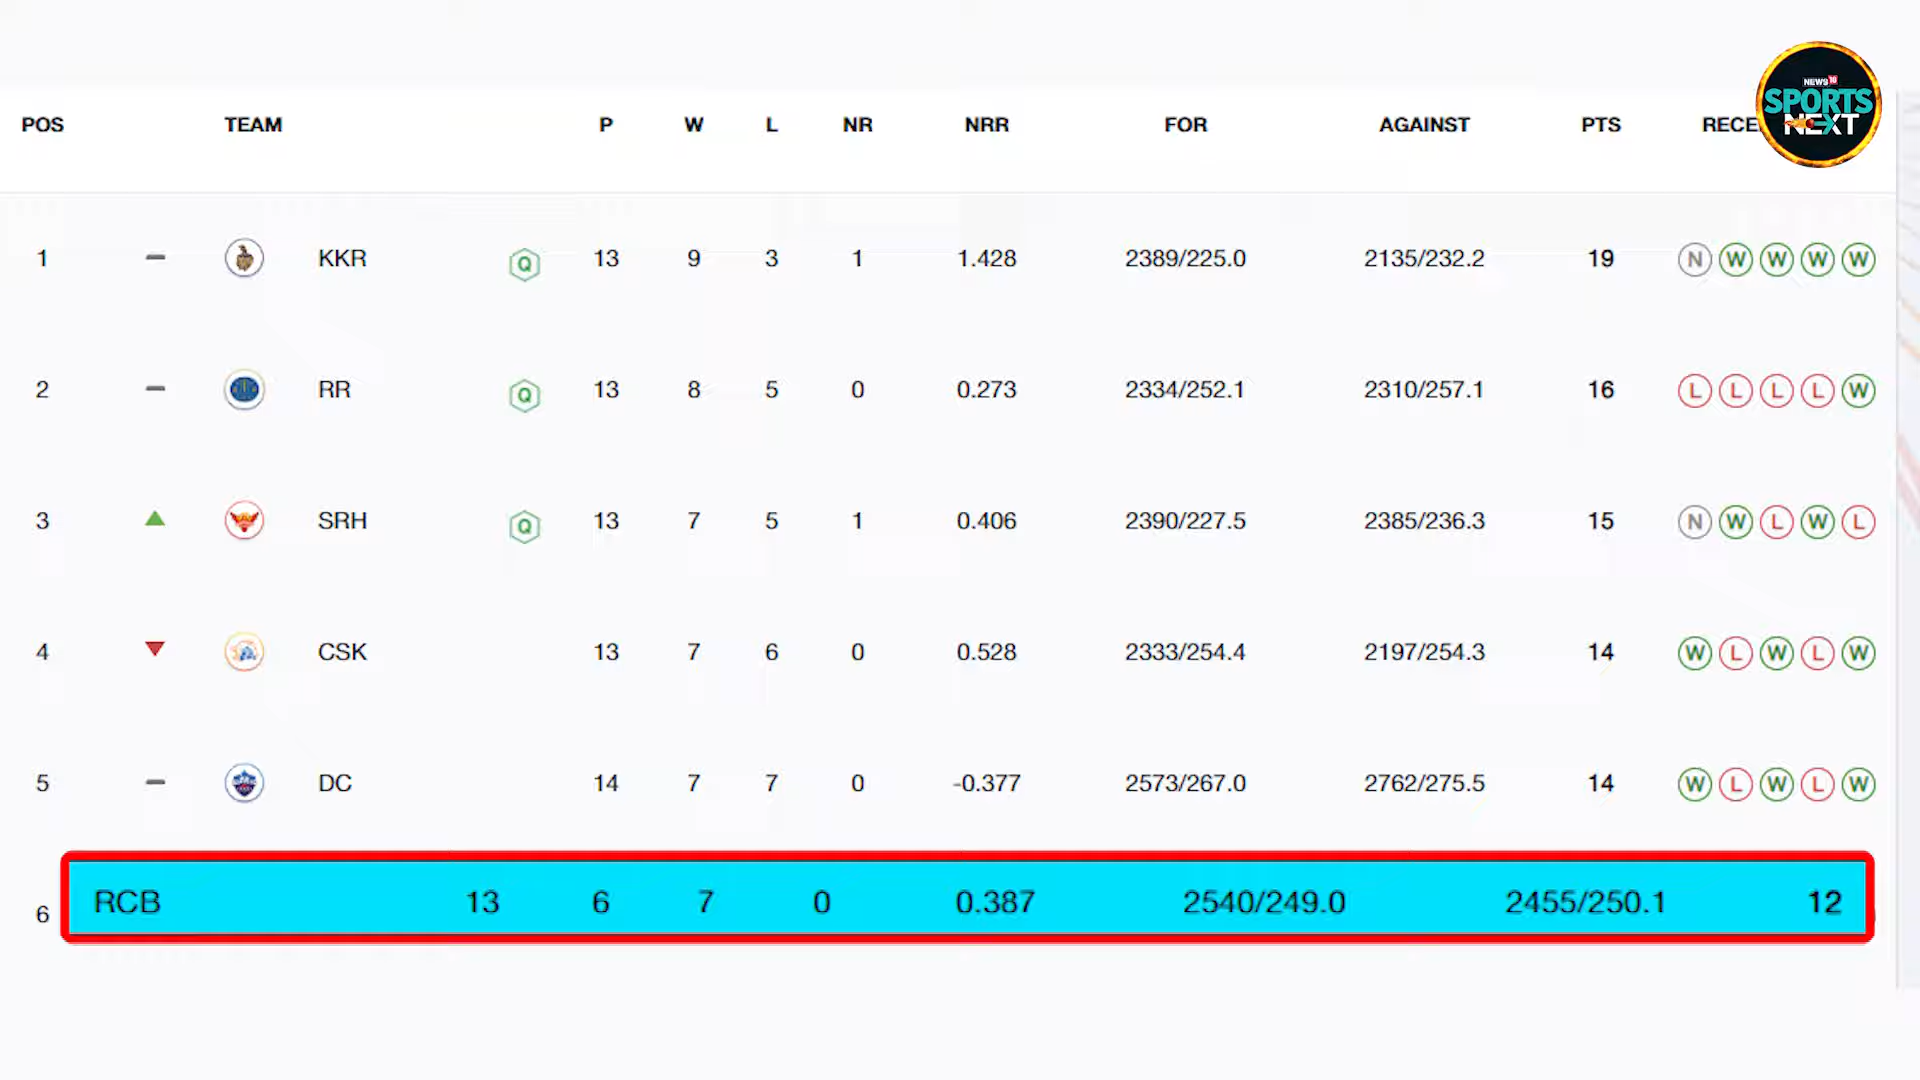 NEWS18
SPORTS
NEXT
POS TEAM P W L NR NRR FOR AGAINST PTS RECE
1 KKR Q 13 9 3 1 1.428 2389/225.0 2135/232.2 19 N W W W W
2 RR Q 13 8 5 0 0.273 2334/252.1 2310/257.1 16 L L L L W
3 SRH Q 13 7 5 1 0.406 2390/227.5 2385/236.3 15 N W L W L
4 CSK 13 7 6 0 0.528 2333/254.4 2197/254.3 14 W L W L W
5 DC 14 7 7 0 -0.377 2573/267.0 2762/275.5 14 W L W L W
6 RCB 13 6 7 0 0.387 2540/249.0 2455/250.1 12